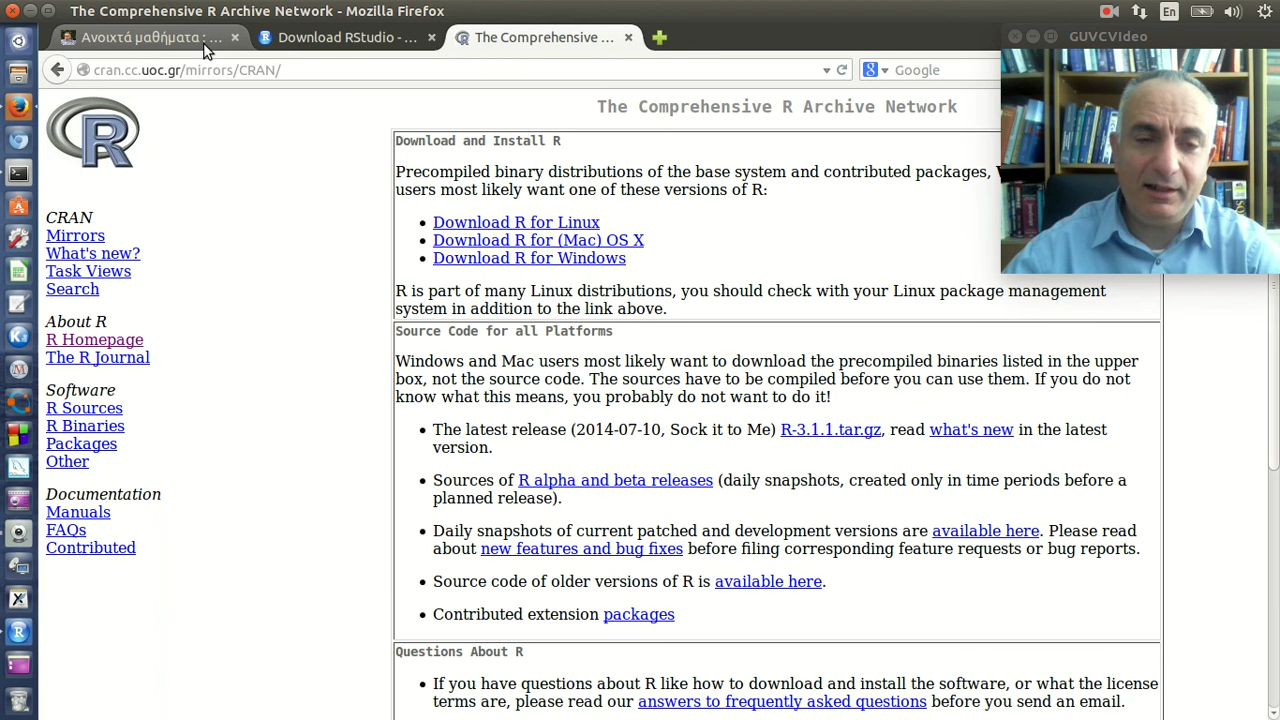 The Comprehensive R Archive Network - Mozilla Firefox
En
Ανοιχτά μαθήματα : ...
Download RStudio - ...
The Comprehensive ...
GUVCVIdeo
cran.cc.uoc.gr/mirrors/CRAN/
Google
R
CRAN
Mirrors
What's new?
Task Views
Search
About R
R Homepage
The R Journal
Software
R Sources
R Binaries
Packages
Other
Documentation
Manuals
FAQs
Contributed
The Comprehensive R Archive Network
Download and Install R
Precompiled binary distributions of the base system and contributed packages,
users most likely want one of these versions of R:
• Download R for Linux
• Download R for (Mac) OS X
• Download R for Windows
R is part of many Linux distributions, you should check with your Linux package management
system in addition to the link above.
Source Code for all Platforms
Windows and Mac users most likely want to download the precompiled binaries listed in the upper
box, not the source code. The sources have to be compiled before you can use them. If you do not
know what this means, you probably do not want to do it!
• The latest release (2014-07-10, Sock it to Me) R-3.1.1.tar.gz, read what's new in the latest
version.
• Sources of R alpha and beta releases (daily snapshots, created only in time periods before a
planned release).
• Daily snapshots of current patched and development versions are available here. Please read
about new features and bug fixes before filing corresponding feature requests or bug reports.
• Source code of older versions of R is available here.
• Contributed extension packages
Questions About R
• If you have questions about R like how to download and install the software, or what the license
terms are, please read our answers to frequently asked questions before you send an email.